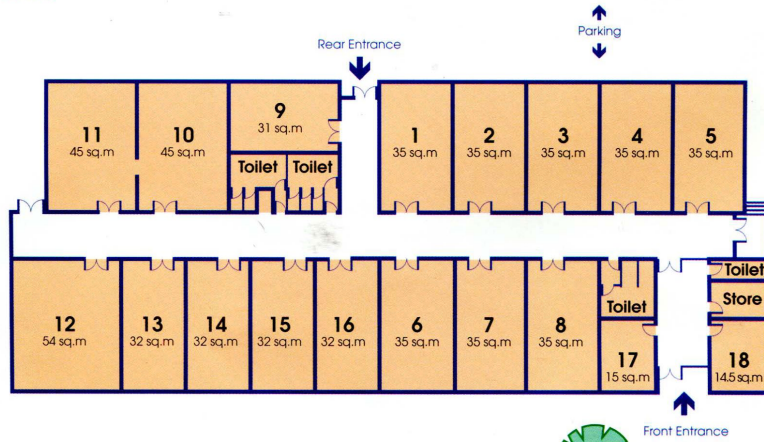 Parking
Rear Entrance
11
45 sq.m
10
45 sq.m
9
31 sq.m
Toilet
Toilet
1
35 sq.m
2
35 sq.m
3
35 sq.m
4
35 sq.m
5
35 sq.m
12
54 sq.m
13
32 sq.m
14
32 sq.m
15
32 sq.m
16
32 sq.m
6
35 sq.m
7
35 sq.m
8
35 sq.m
Toilet
17
15 sq.m
Toilet
Store
18
14.5 sq.m
Front Entrance